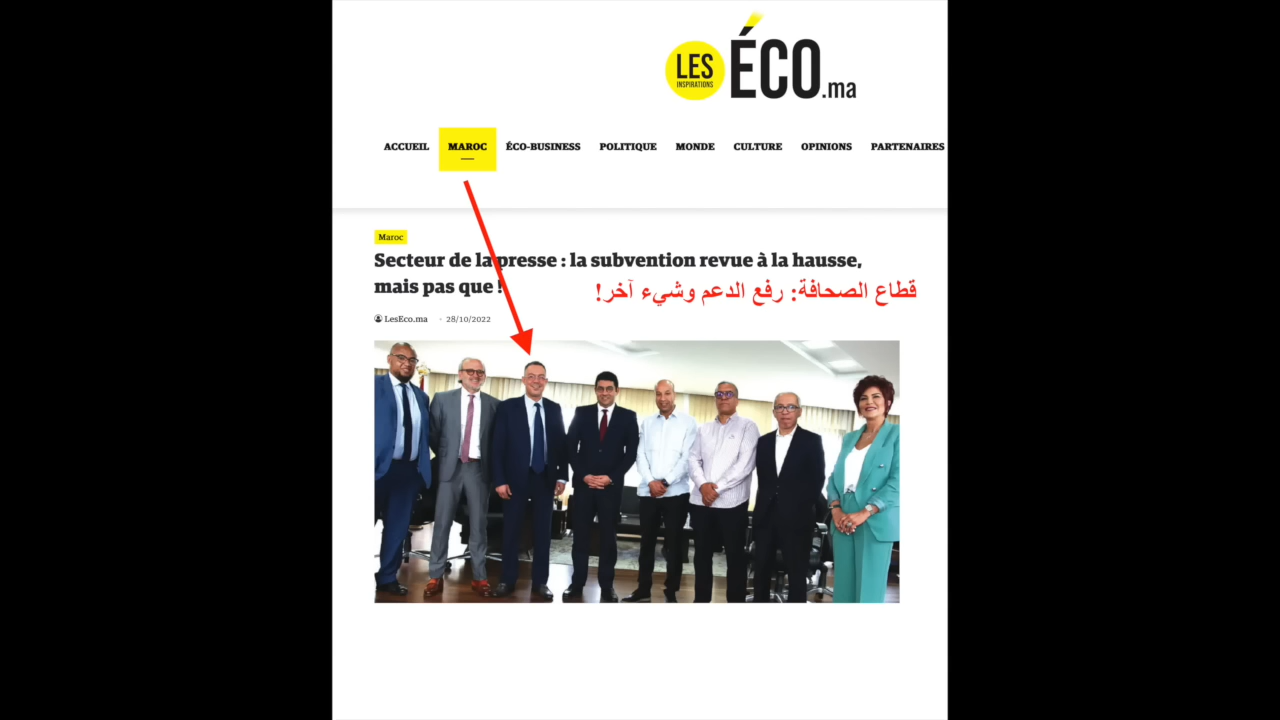 LES
INSPIRATIONS
ÉCO.ma
ACCUEIL MAROC ÉCO-BUSINESS POLITIQUE MONDE CULTURE OPINIONS PARTENAIRES
Maroc
Secteur de la presse : la subvention revue à la hausse,
mais pas que !
قطاع الصحافة: رفع الدعم وشيء آخر!
LesEco.ma · 28/10/2022